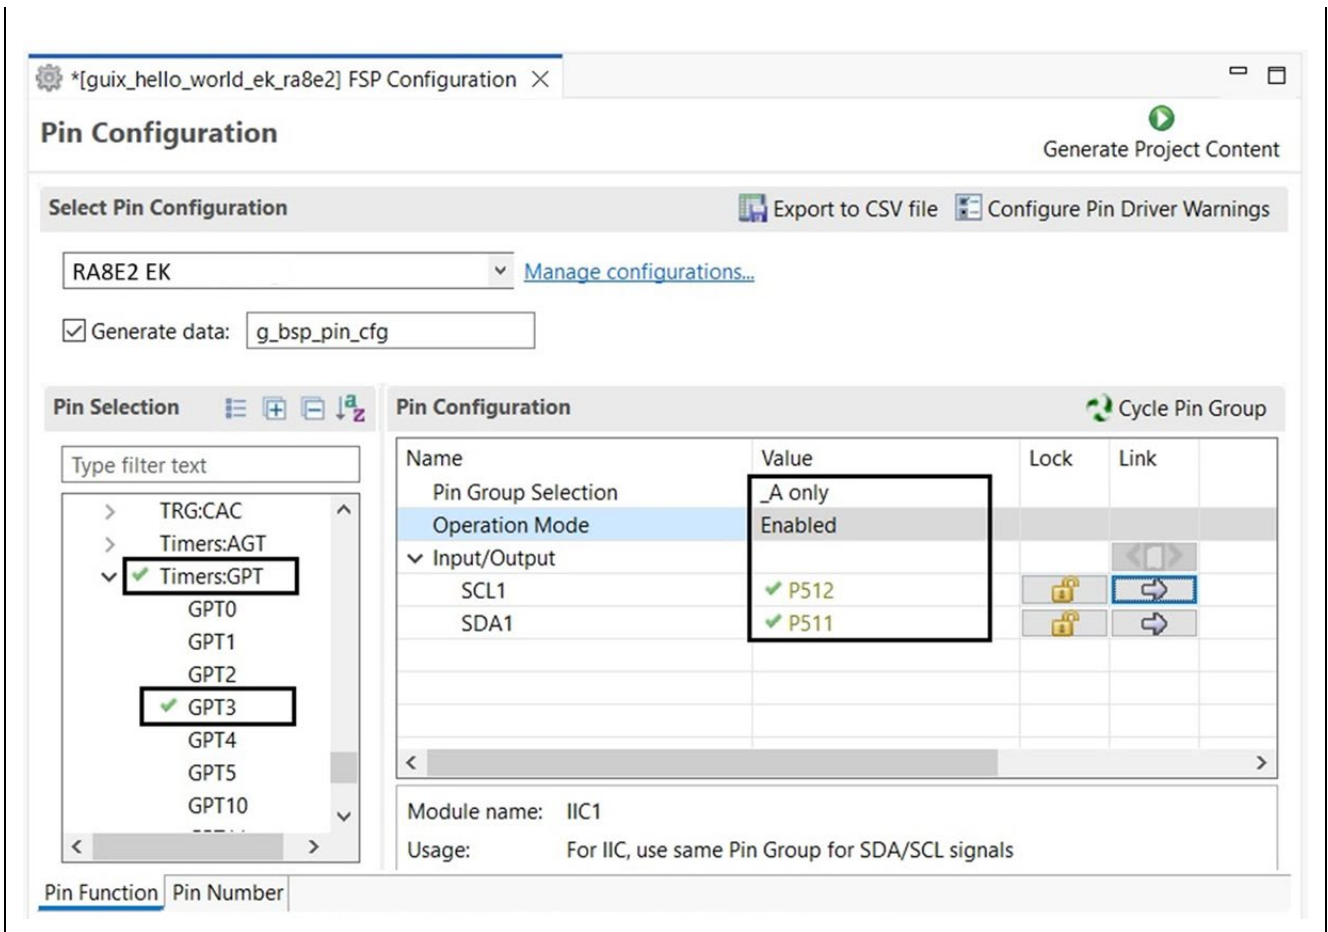 *[guix_hello_world_ek_ra8e2] FSP Configuration
Pin Configuration
Generate Project Content
Select Pin Configuration
Export to CSV file
Configure Pin Driver Warnings
RA8E2 EK
Manage configurations...
Generate data: g_bsp_pin_cfg
Pin Selection
Type filter text
TRG:CAC
Timers:AGT
Timers:GPT
GPT0
GPT1
GPT2
GPT3
GPT4
GPT5
GPT10
Pin Configuration
Cycle Pin Group
Name Value Lock Link
Pin Group Selection _A only
Operation Mode Enabled
Input/Output
SCL1 P512
SDA1 P511
Module name: IIC1
Usage: For IIC, use same Pin Group for SDA/SCL signals
Pin Function Pin Number